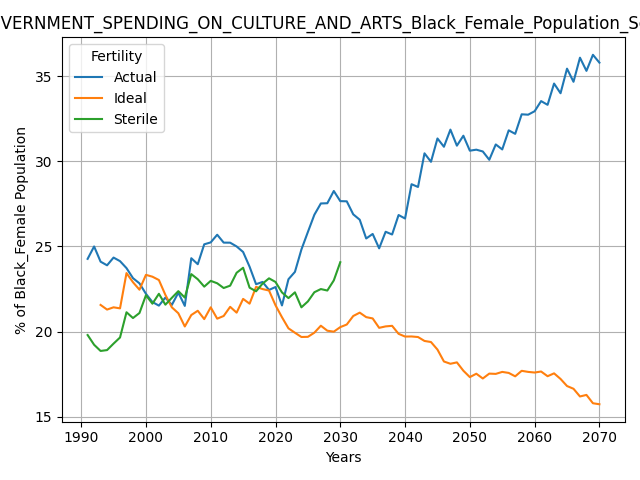 VERNMENT_SPENDING_ON_CULTURE_AND_ARTS_Black_Female_Population_S
Fertility
Actual
Ideal
Sterile
% of Black_Female Population
35
30
25
20
15
1990 2000 2010 2020 2030 2040 2050 2060 2070
Years